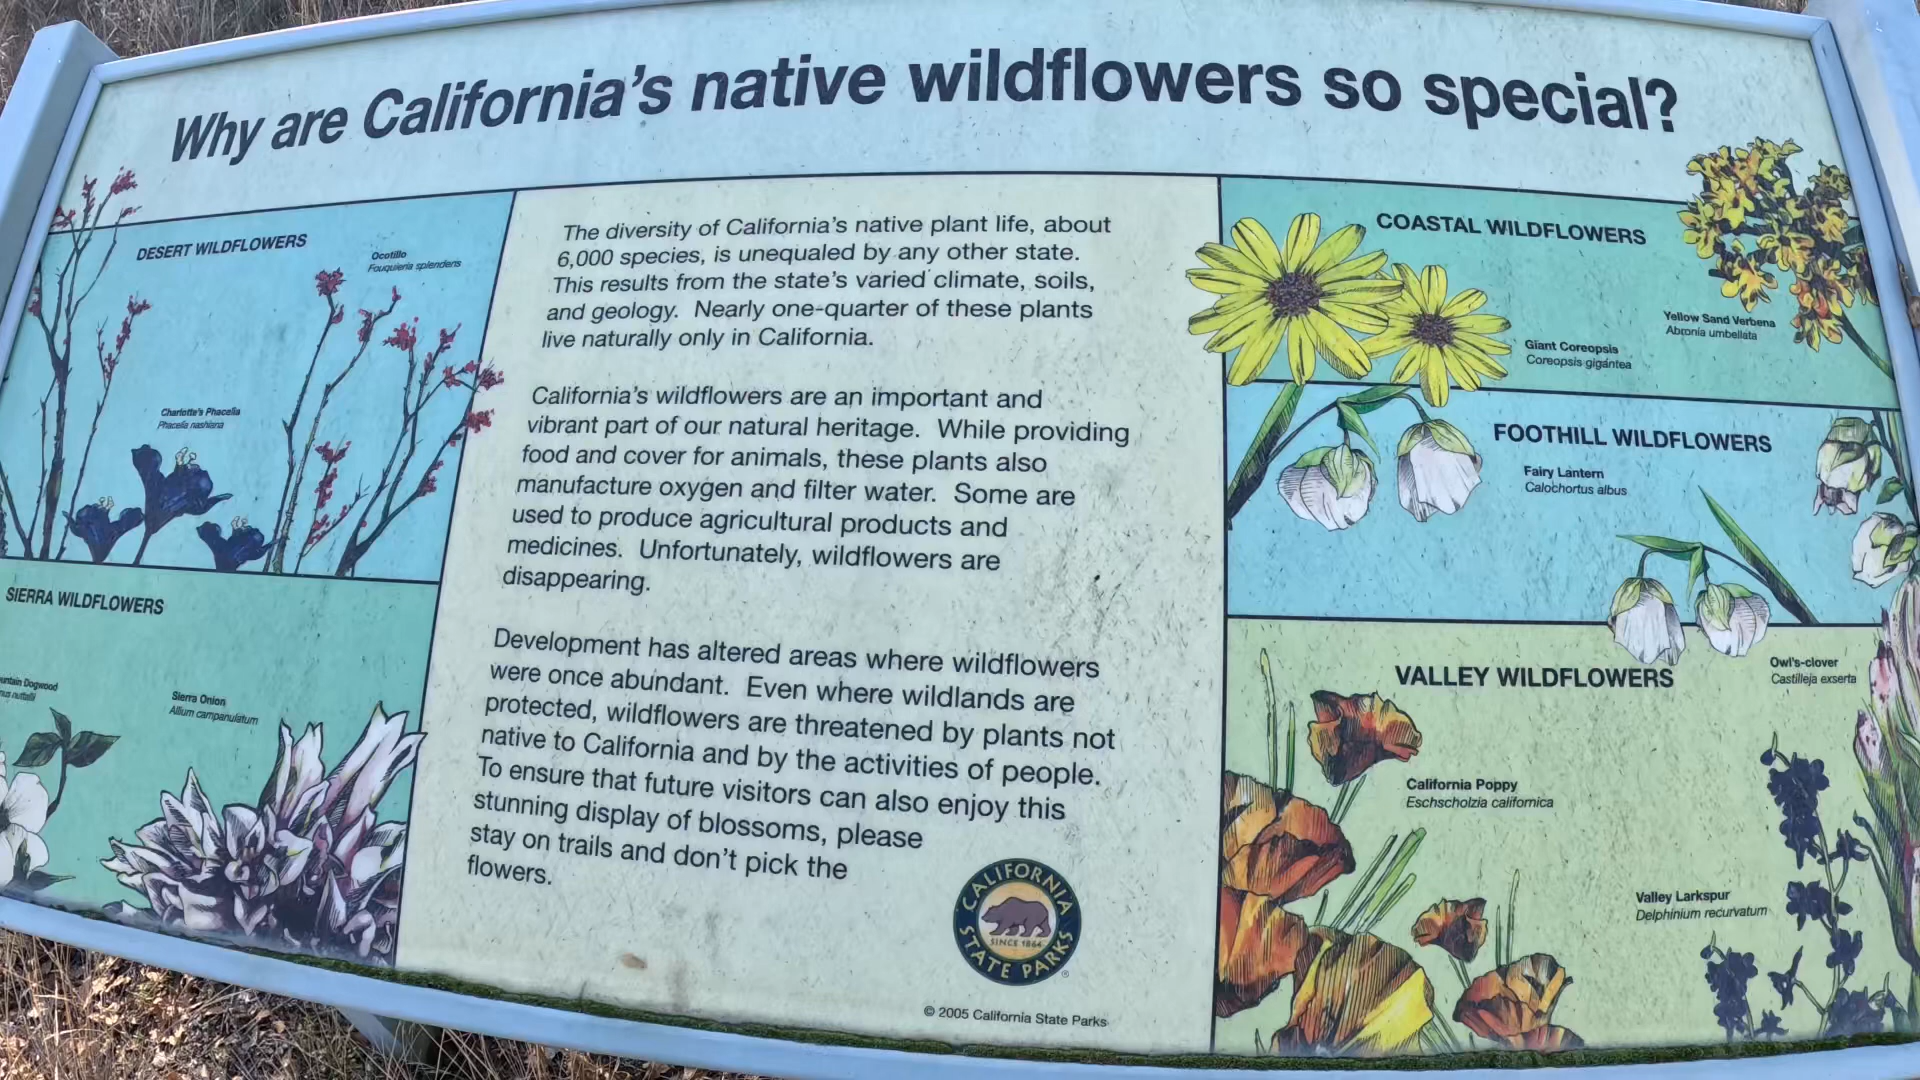 Why are California's native wildflowers so special?
DESERT WILDFLOWERS
Ocotillo
Fouquieria splendens
Charlotte's Phacelia
Phacelia nashiana
SIERRA WILDFLOWERS
Dogwood
nuttallii
Sierra Onion
Allium campanulatum
The diversity of California's native plant life, about
6,000 species, is unequaled by any other state.
This results from the state's varied climate, soils,
and geology. Nearly one-quarter of these plants
live naturally only in California.
California's wildflowers are an important and
vibrant part of our natural heritage. While providing
food and cover for animals, these plants also
manufacture oxygen and filter water. Some are
used to produce agricultural products and
medicines. Unfortunately, wildflowers are
disappearing.
Development has altered areas where wildflowers
were once abundant. Even where wildlands are
protected, wildflowers are threatened by plants not
native to California and by the activities of people.
To ensure that future visitors can also enjoy this
stunning display of blossoms, please
stay on trails and don't pick the
flowers.
CALIFORNIA
SINCE 1864
STATE PARKS
®
© 2005 California State Parks
COASTAL WILDFLOWERS
Yellow Sand Verbena
Abronia umbellata
Giant Coreopsis
Coreopsis gigantea
FOOTHILL WILDFLOWERS
Fairy Lantern
Calochortus albus
VALLEY WILDFLOWERS
Owl's-clover
Castilleja exserta
California Poppy
Eschscholzia californica
Valley Larkspur
Delphinium recurvatum